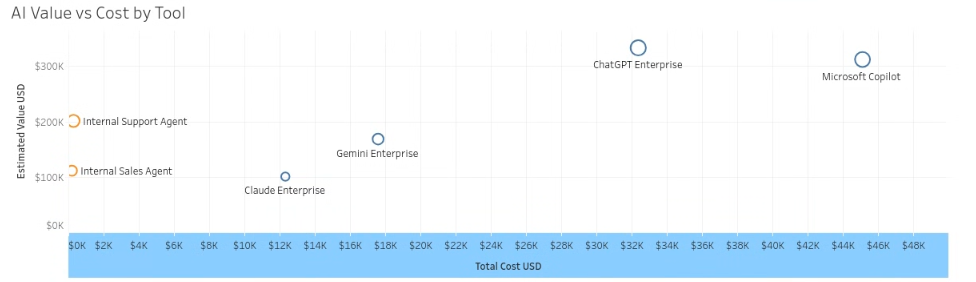 AI Value vs Cost by Tool
Estimated Value USD
$300K
$200K
$100K
$0K
ChatGPT Enterprise
Microsoft Copilot
Internal Support Agent
Gemini Enterprise
Internal Sales Agent
Claude Enterprise
$0K $2K $4K $6K $8K $10K $12K $14K $16K $18K $20K $22K $24K $26K $28K $30K $32K $34K $36K $38K $40K $42K $44K $46K $48K
Total Cost USD